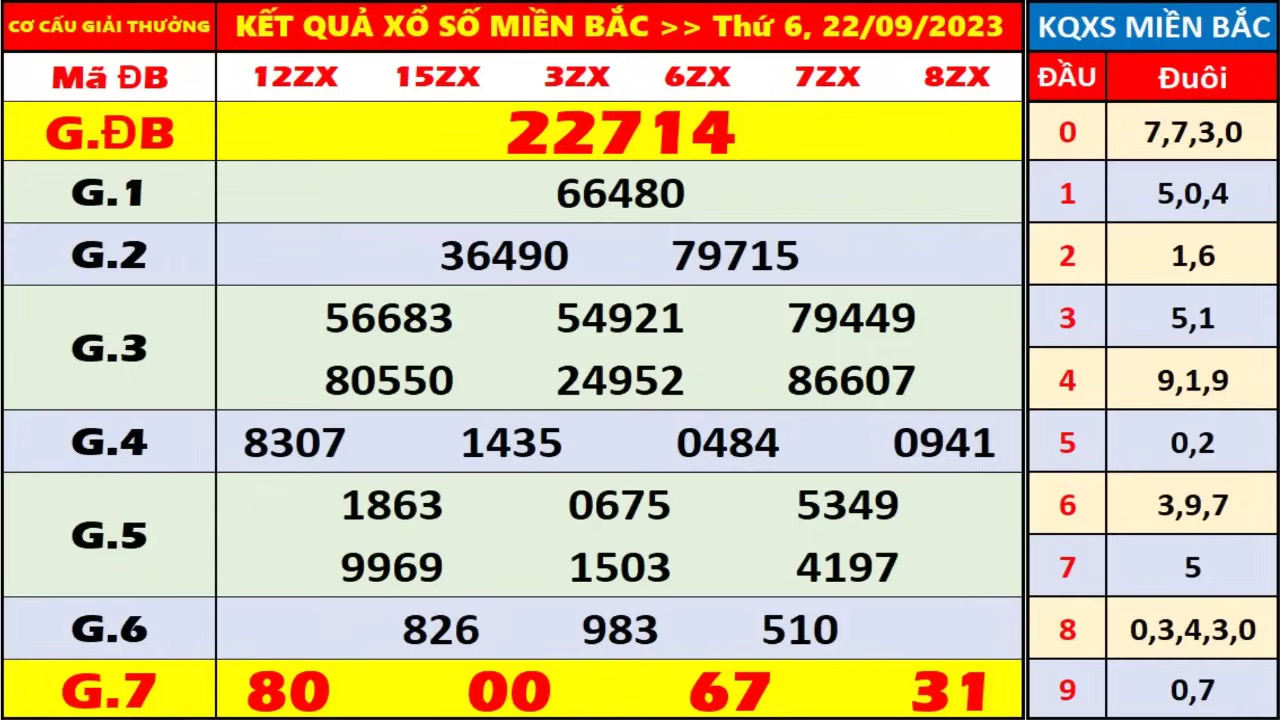 CƠ CẤU GIẢI THƯỞNG KẾT QUẢ XỔ SỐ MIỀN BẮC >> Thứ 6, 22/09/2023 KQXS MIỀN BẮC
Mã ĐB 12ZX 15ZX 3ZX 6ZX 7ZX 8ZX ĐẦU Đuôi
G.ĐB 22714 0 7,7,3,0
G.1 66480 1 5,0,4
G.2 36490 79715 2 1,6
G.3 56683 54921 79449 3 5,1
80550 24952 86607 4 9,1,9
G.4 8307 1435 0484 0941 5 0,2
G.5 1863 0675 5349 6 3,9,7
9969 1503 4197 7 5
G.6 826 983 510 8 0,3,4,3,0
G.7 80 00 67 31 9 0,7